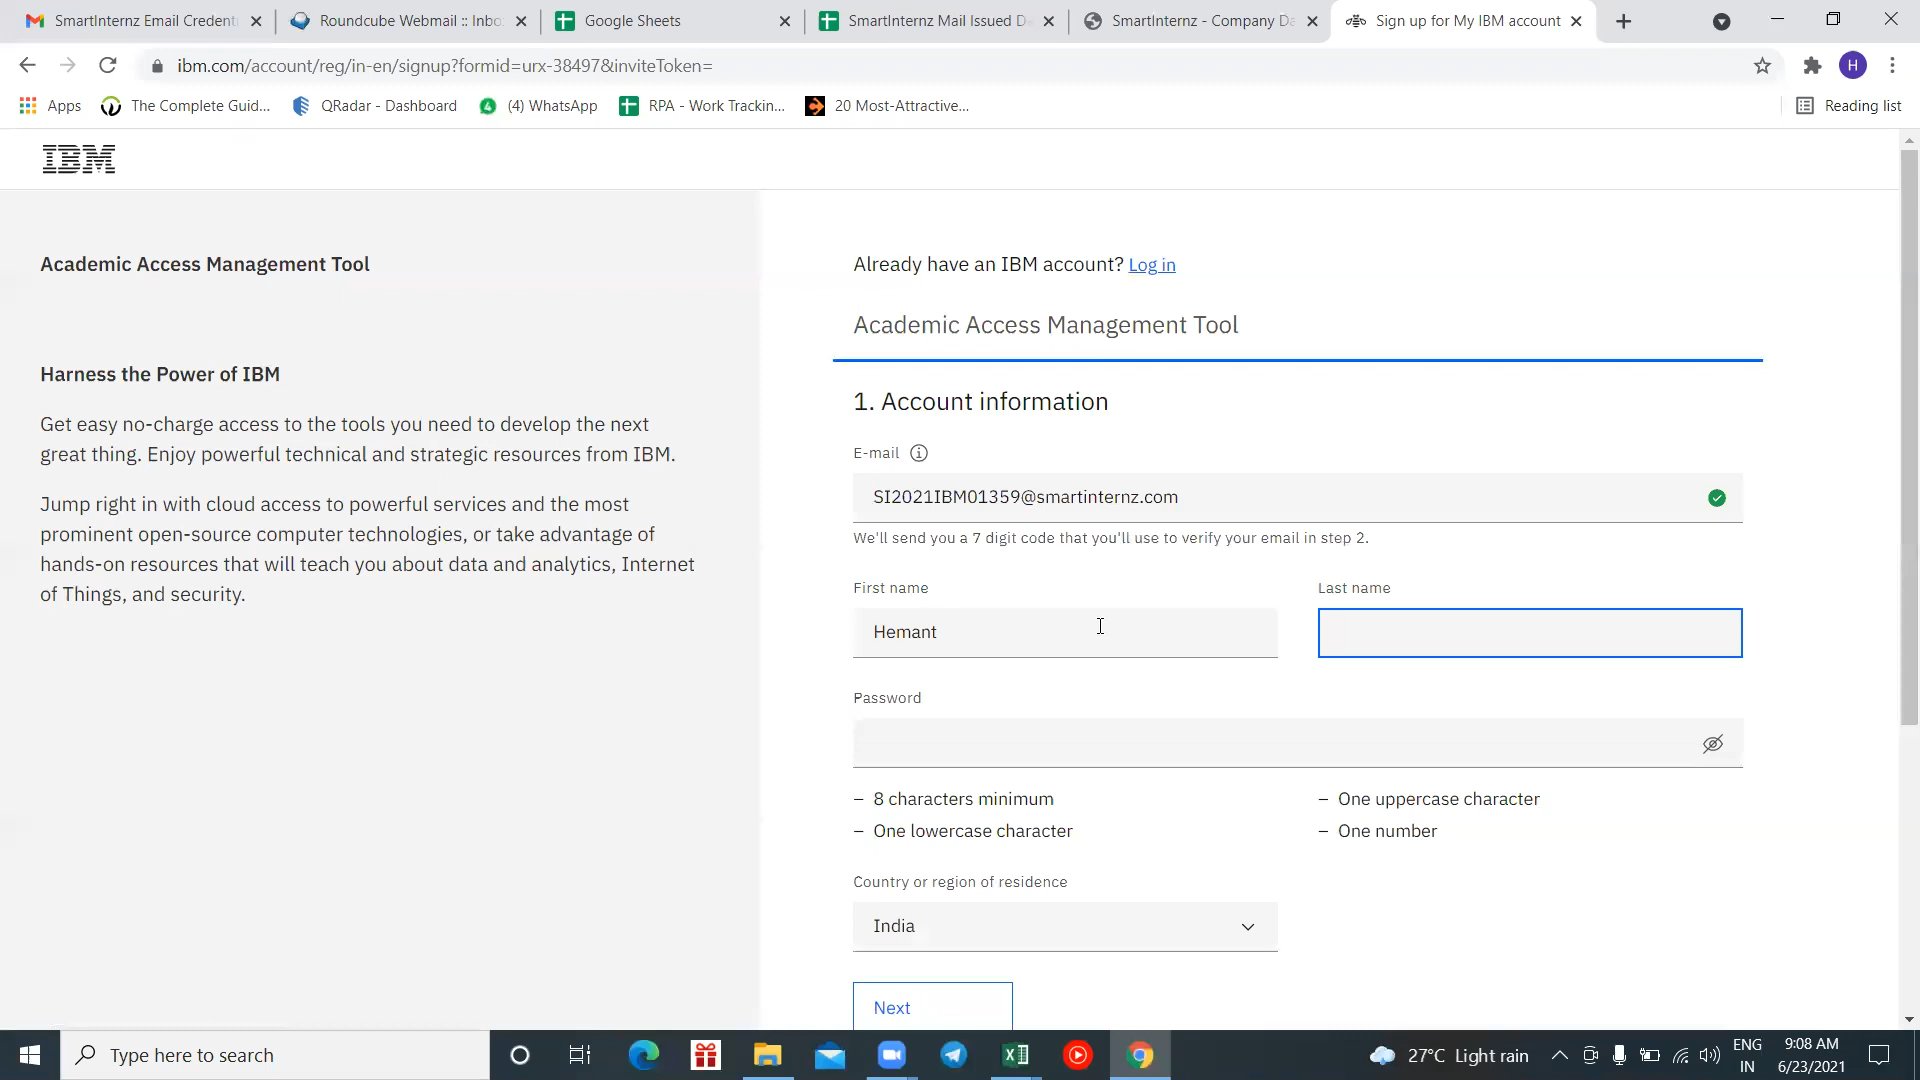 SmartInternz Email Credent
Roundcube Webmail :: Inbo
Google Sheets
SmartInternz Mail Issued D
SmartInternz - Company Da
Sign up for My IBM account
ibm.com/account/reg/in-en/signup?formid=urx-38497&inviteToken=
H
Apps
The Complete Guid...
QRadar - Dashboard
(4) WhatsApp
RPA - Work Trackin...
20 Most-Attractive...
Reading list
IBM
Academic Access Management Tool
Harness the Power of IBM
Get easy no-charge access to the tools you need to develop the next
great thing. Enjoy powerful technical and strategic resources from IBM.
Jump right in with cloud access to powerful services and the most
prominent open-source computer technologies, or take advantage of
hands-on resources that will teach you about data and analytics, Internet
of Things, and security.
Already have an IBM account? Log in
Academic Access Management Tool
1. Account information
E-mail
SI2021IBM01359@smartinternz.com
We'll send you a 7 digit code that you'll use to verify your email in step 2.
First name
Last name
Hemant
Password
– 8 characters minimum
– One uppercase character
– One lowercase character
– One number
Country or region of residence
India
Next
Type here to search
27°C Light rain
ENG
IN
9:08 AM
6/23/2021